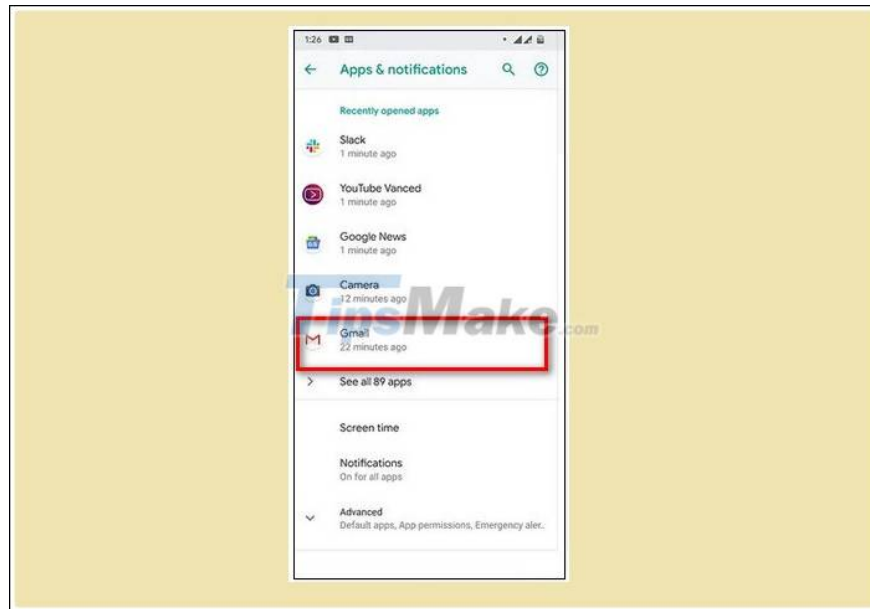 1:26
Apps & notifications
Recently opened apps
Slack
1 minute ago
YouTube Vanced
1 minute ago
Google News
1 minute ago
Camera
12 minutes ago
TipsMake.com
Gmail
22 minutes ago
See all 89 apps
Screen time
Notifications
On for all apps
Advanced
Default apps, App permissions, Emergency aler..